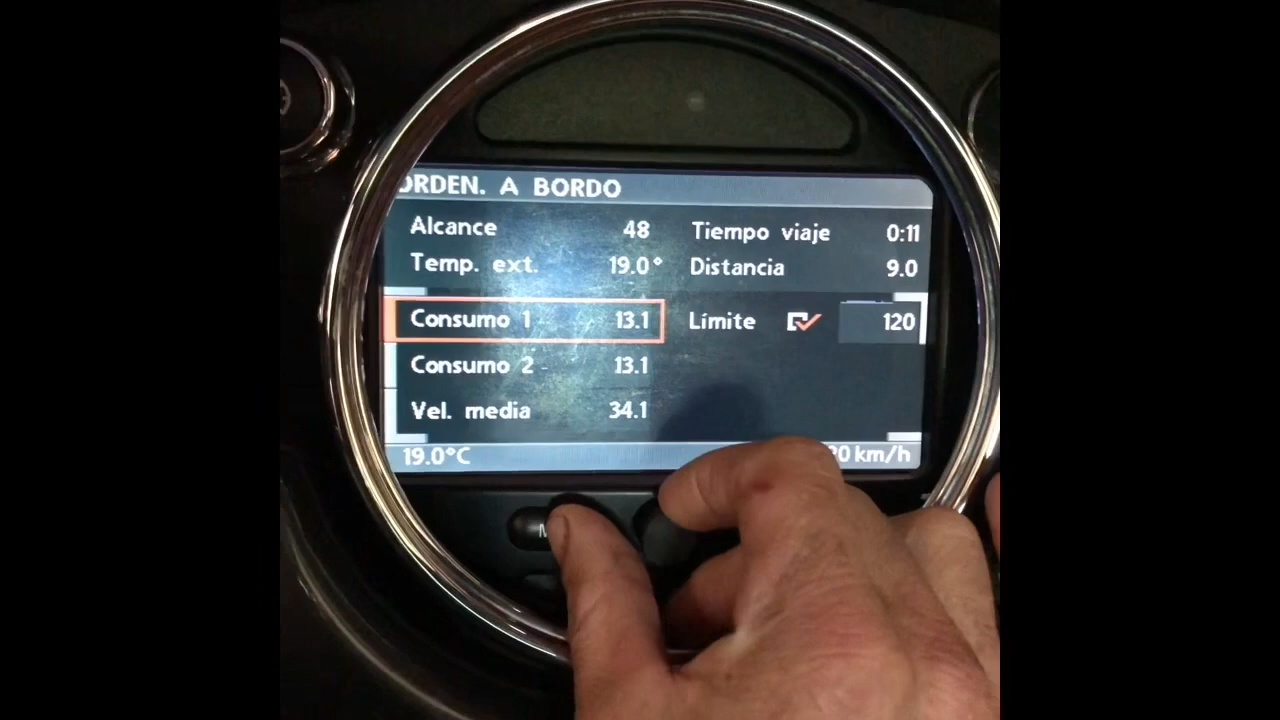 ORDEN. A BORDO
Alcance 48 Tiempo viaje 0:11
Temp. ext. 19.0° Distancia 9.0
Consumo 1 13.1 Límite 120
Consumo 2 13.1
Vel. media 34.1
19.0°C km/h